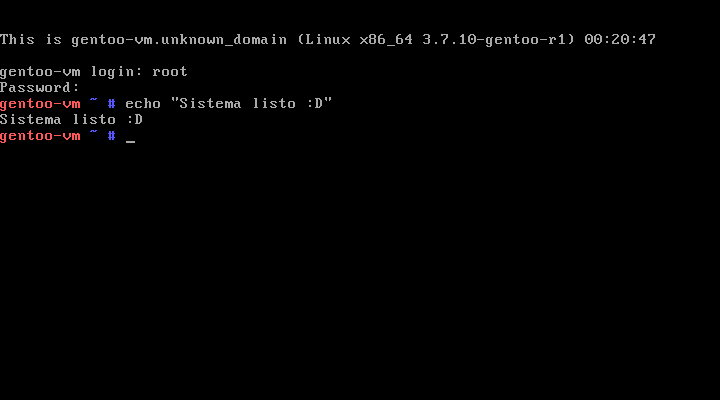 This is gentoo-vm.unknown_domain (Linux x86_64 3.7.10-gentoo-r1) 00:20:47
gentoo-vm login: root
Password:
gentoo-vm ~ # echo "Sistema listo :D"
Sistema listo :D
gentoo-vm ~ # _